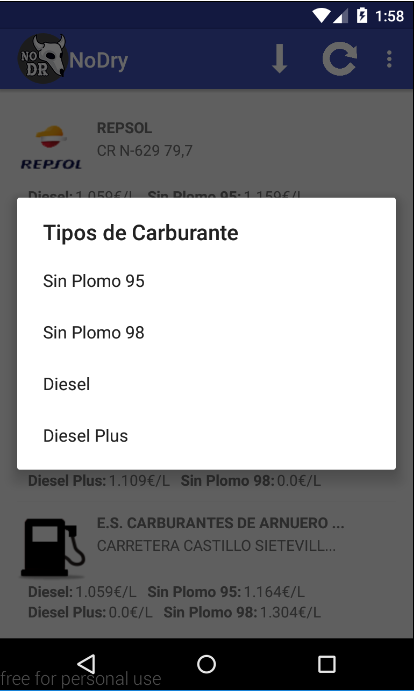 1:58
NO
DR
NoDry
REPSOL
CR N-629 79,7
REPSOL
Diesel: 1.059€/L Sin Plomo 95: 1.159€/L
Tipos de Carburante
Sin Plomo 95
Sin Plomo 98
Diesel
Diesel Plus
Diesel Plus: 1.109€/L Sin Plomo 98: 0.0€/L
E.S. CARBURANTES DE ARNUERO ...
CARRETERA CASTILLO SIETEVILL...
Diesel: 1.059€/L Sin Plomo 95: 1.164€/L
Diesel Plus: 0.0€/L Sin Plomo 98: 1.304€/L
free for personal use